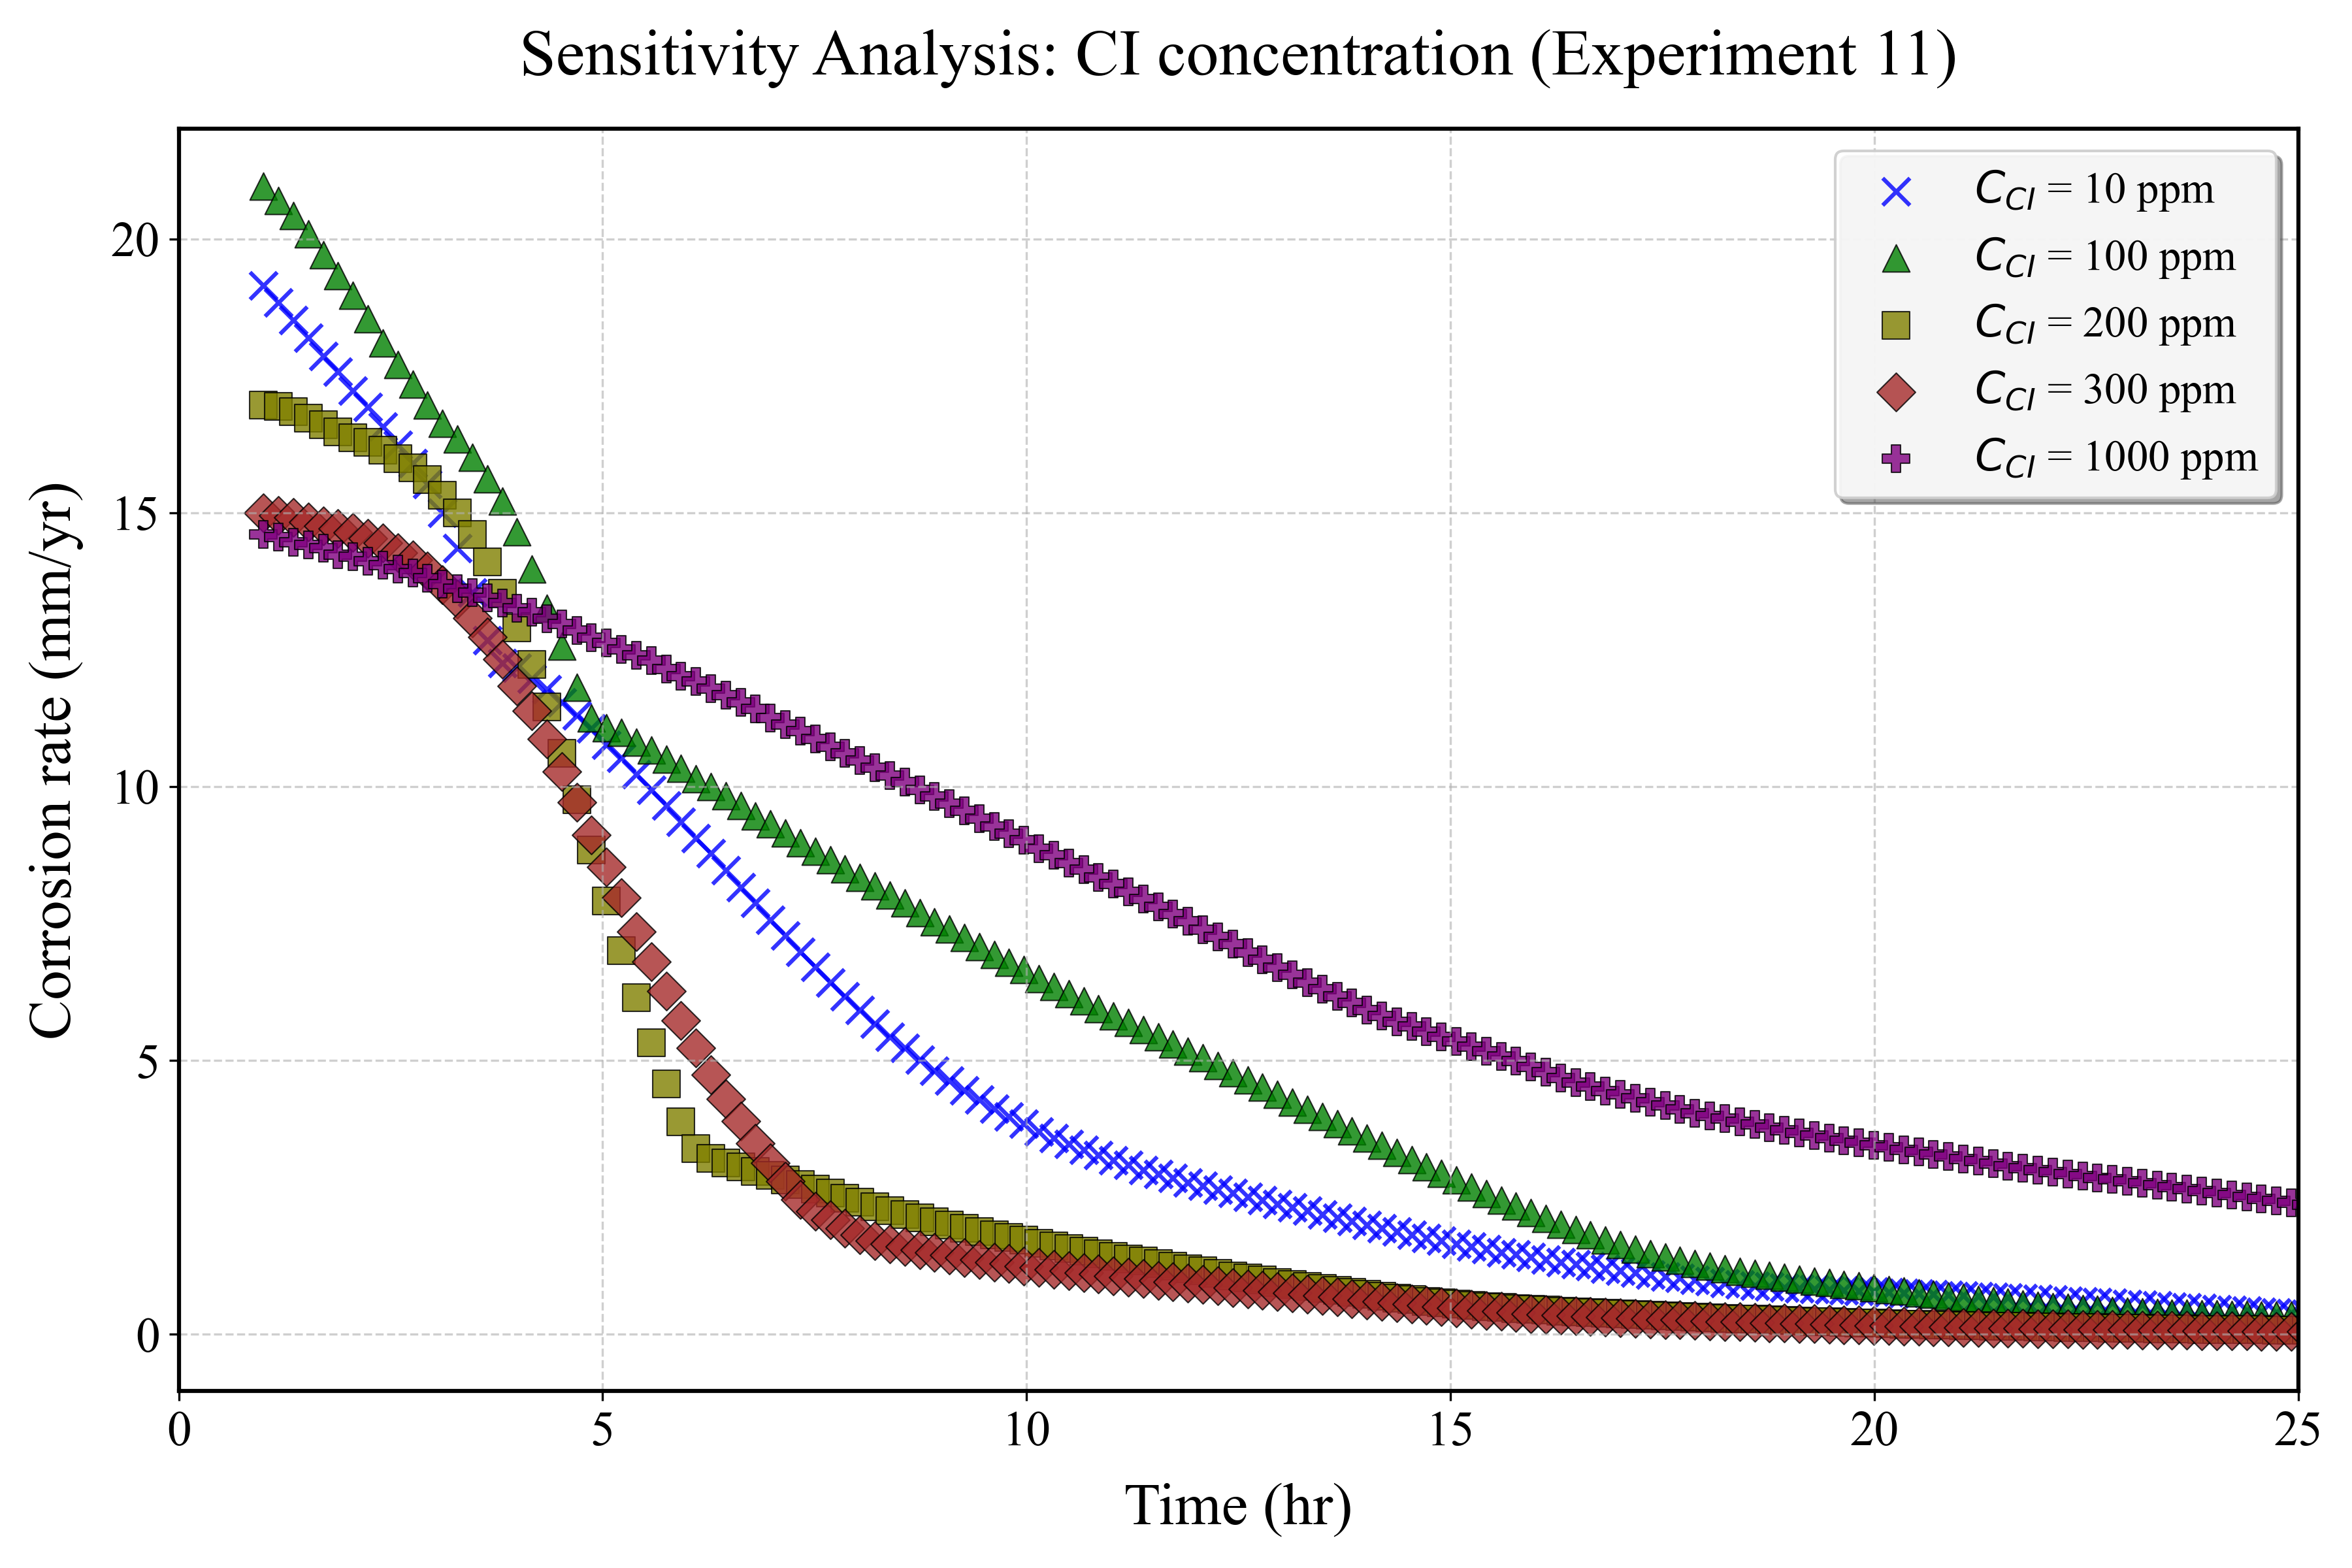 Sensitivity Analysis: CI concentration (Experiment 11)
C_CI = 10 ppm
C_CI = 100 ppm
C_CI = 200 ppm
C_CI = 300 ppm
C_CI = 1000 ppm
Corrosion rate (mm/yr)
20
15
10
5
0
0 5 10 15 20 25
Time (hr)